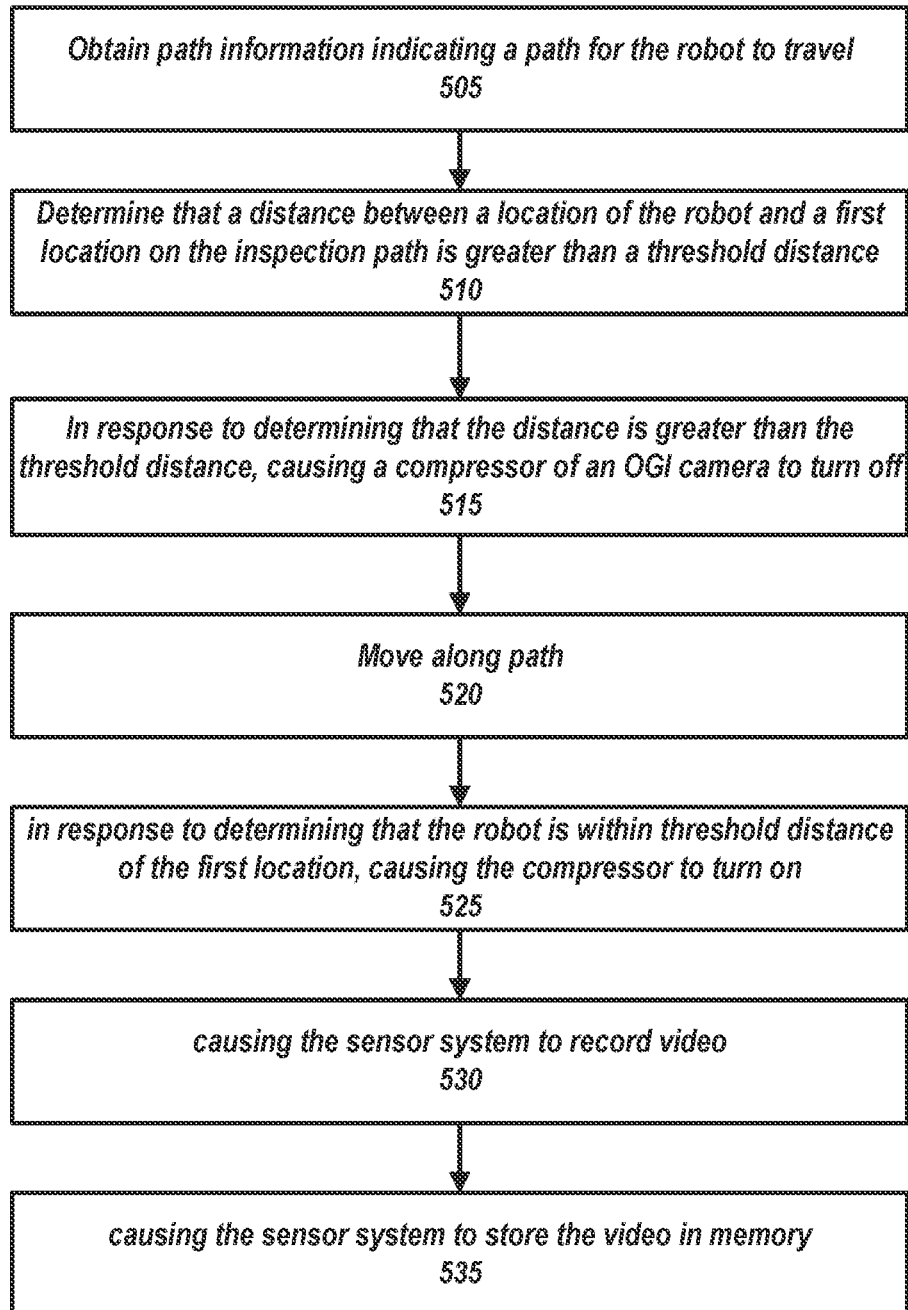 Obtain path information indicating a path for the robot to travel
505
Determine that a distance between a location of the robot and a first
location on the inspection path is greater than a threshold distance
510
In response to determining that the distance is greater than the
threshold distance, causing a compressor of an OGI camera to turn off
515
Move along path
520
in response to determining that the robot is within threshold distance
of the first location, causing the compressor to turn on
525
causing the sensor system to record video
530
causing the sensor system to store the video in memory
535